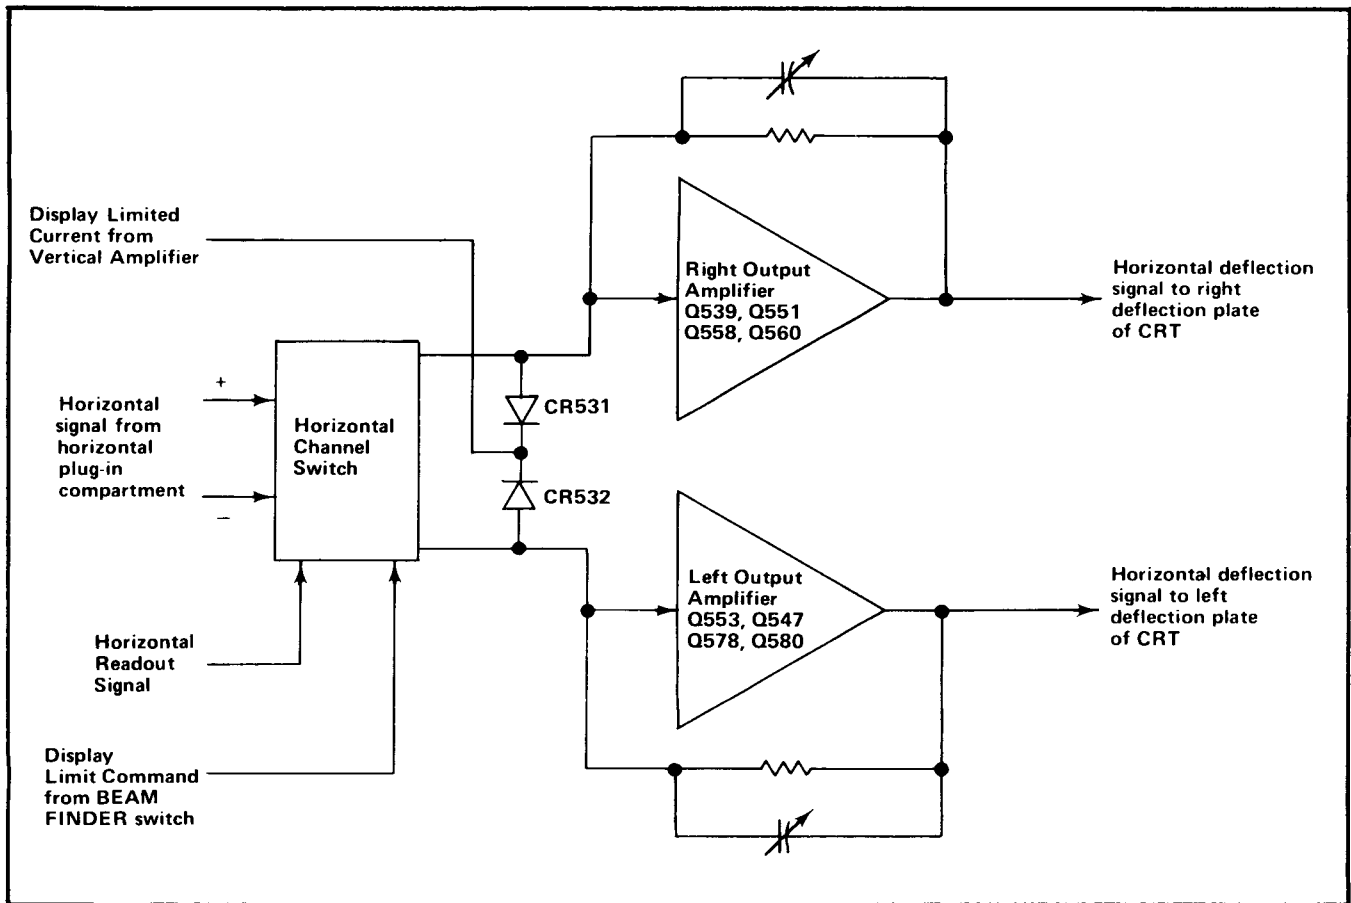 Display Limited
Current from
Vertical Amplifier
+
Horizontal
signal from
horizontal
plug-in
compartment
−
Horizontal
Channel
Switch
Horizontal
Readout
Signal
Display
Limit Command
from BEAM
FINDER switch
CR531
CR532
Right Output
Amplifier
Q539, Q551
Q558, Q560
Horizontal deflection
signal to right
deflection plate
of CRT
Left Output
Amplifier
Q553, Q547
Q578, Q580
Horizontal deflection
signal to left
deflection plate
of CRT